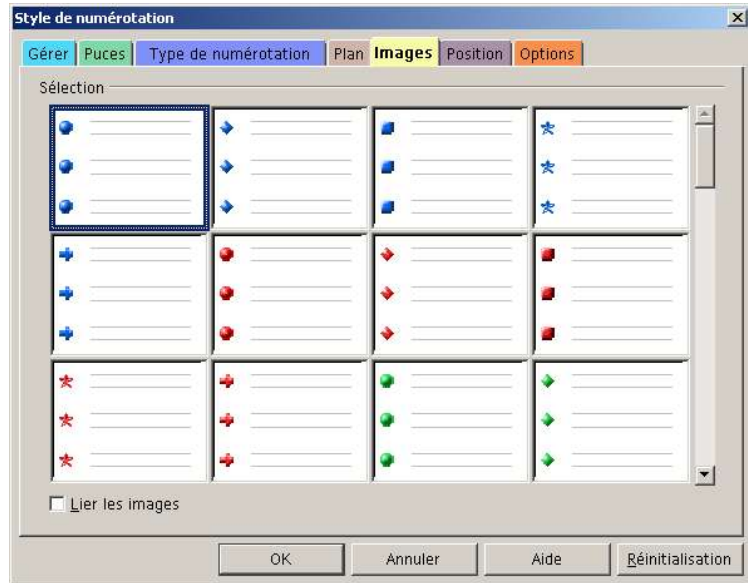 Style de numérotation
Gérer Puces Type de numérotation Plan Images Position Options
Sélection
Lier les images
OK Annuler Aide Réinitialisation